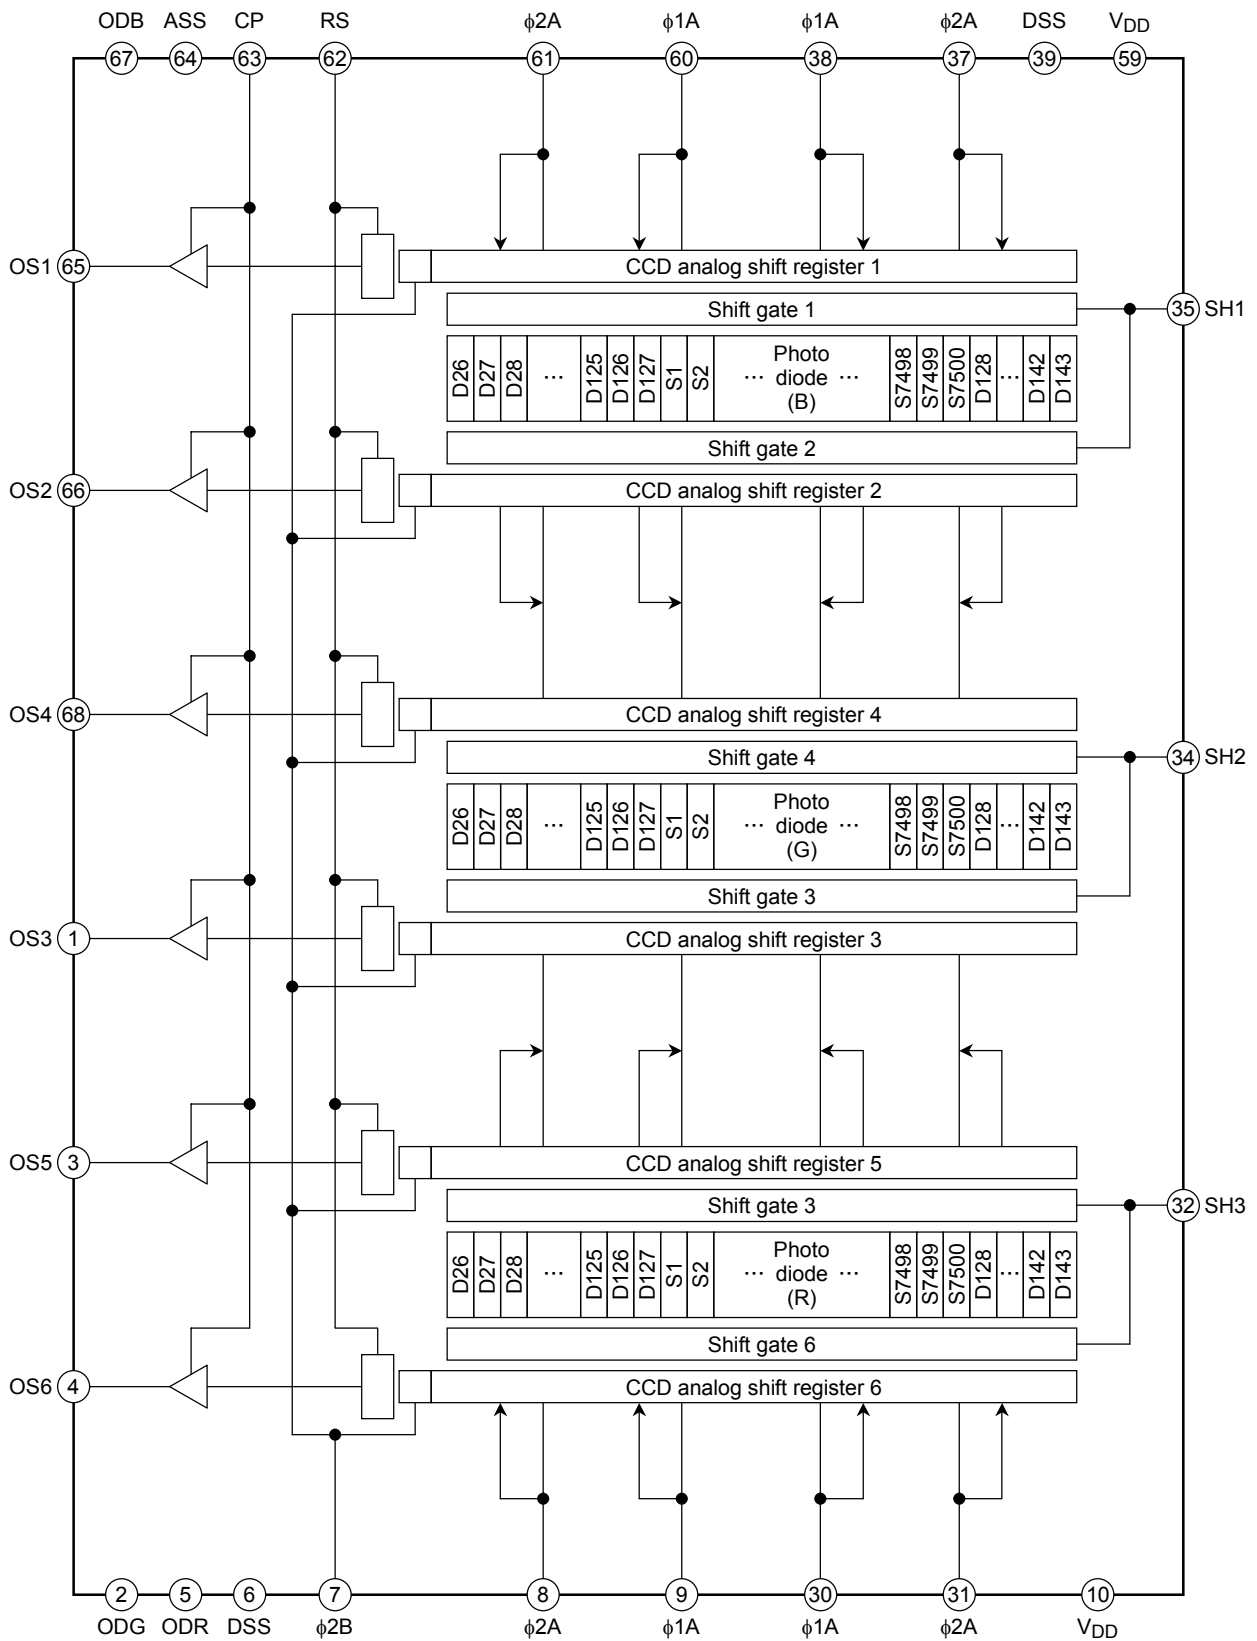 ODB ASS CP RS ϕ2A ϕ1A ϕ1A ϕ2A DSS VDD
67 64 63 62 61 60 38 37 39 59
OS1 65 CCD analog shift register 1
Shift gate 1 35 SH1
D26 D27 D28 ... D125 D126 D127 S1 S2 ... Photo diode (B) ... S7498 S7499 S7500 D128 ... D142 D143
Shift gate 2
OS2 66 CCD analog shift register 2
OS4 68 CCD analog shift register 4
Shift gate 4 34 SH2
D26 D27 D28 ... D125 D126 D127 S1 S2 ... Photo diode (G) ... S7498 S7499 S7500 D128 ... D142 D143
Shift gate 3
OS3 1 CCD analog shift register 3
OS5 3 CCD analog shift register 5
Shift gate 3 32 SH3
D26 D27 D28 ... D125 D126 D127 S1 S2 ... Photo diode (R) ... S7498 S7499 S7500 D128 ... D142 D143
Shift gate 6
OS6 4 CCD analog shift register 6
2 5 6 7 8 9 30 31 10
ODG ODR DSS ϕ2B ϕ2A ϕ1A ϕ1A ϕ2A VDD